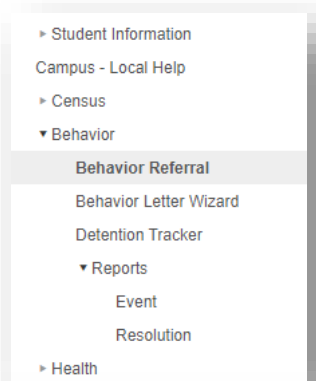 Student Information
Campus - Local Help
Census
Behavior
Behavior Referral
Behavior Letter Wizard
Detention Tracker
Reports
Event
Resolution
Health